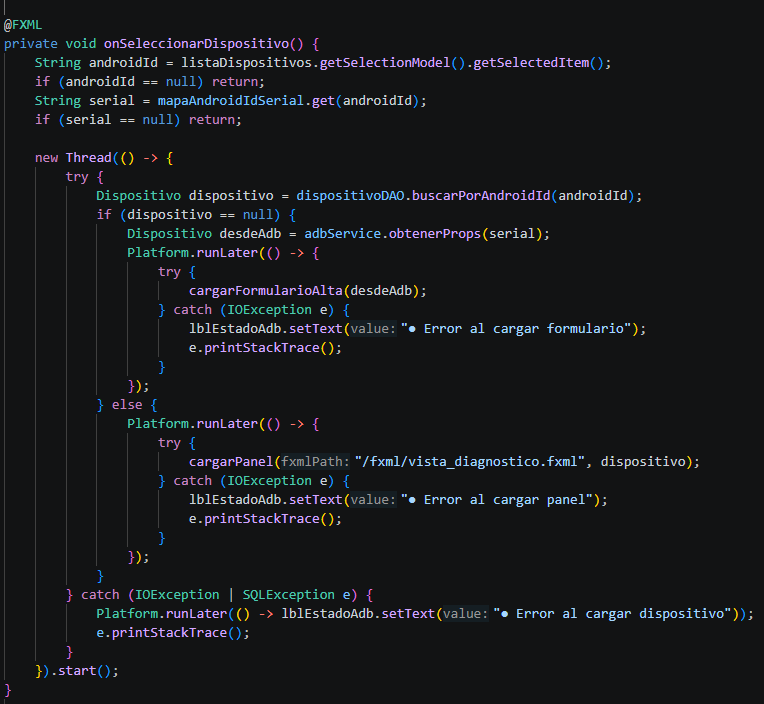 @FXML
private void onSeleccionarDispositivo() {
    String androidId = listaDispositivos.getSelectionModel().getSelectedItem();
    if (androidId == null) return;
    String serial = mapaAndroidIdSerial.get(androidId);
    if (serial == null) return;

    new Thread(() -> {
        try {
            Dispositivo dispositivo = dispositivoDAO.buscarPorAndroidId(androidId);
            if (dispositivo == null) {
                Dispositivo desdeAdb = adbService.obtenerProps(serial);
                Platform.runLater(() -> {
                    try {
                        cargarFormularioAlta(desdeAdb);
                    } catch (IOException e) {
                        lblEstadoAdb.setText(value: "● Error al cargar formulario");
                        e.printStackTrace();
                    }
                });
            } else {
                Platform.runLater(() -> {
                    try {
                        cargarPanel(fxmlPath: "/fxml/vista_diagnostico.fxml", dispositivo);
                    } catch (IOException e) {
                        lblEstadoAdb.setText(value: "● Error al cargar panel");
                        e.printStackTrace();
                    }
                });
            }
        } catch (IOException | SQLException e) {
            Platform.runLater(() -> lblEstadoAdb.setText(value: "● Error al cargar dispositivo"));
            e.printStackTrace();
        }
    }).start();
}